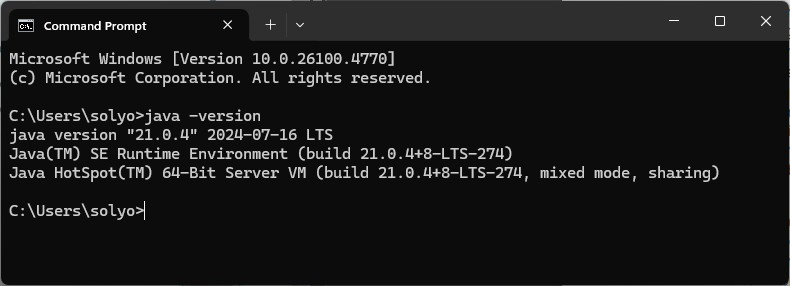 Command Prompt
Microsoft Windows [Version 10.0.26100.4770]
(c) Microsoft Corporation. All rights reserved.
C:\Users\solyo>java -version
java version "21.0.4" 2024-07-16 LTS
Java(TM) SE Runtime Environment (build 21.0.4+8-LTS-274)
Java HotSpot(TM) 64-Bit Server VM (build 21.0.4+8-LTS-274, mixed mode, sharing)
C:\Users\solyo>